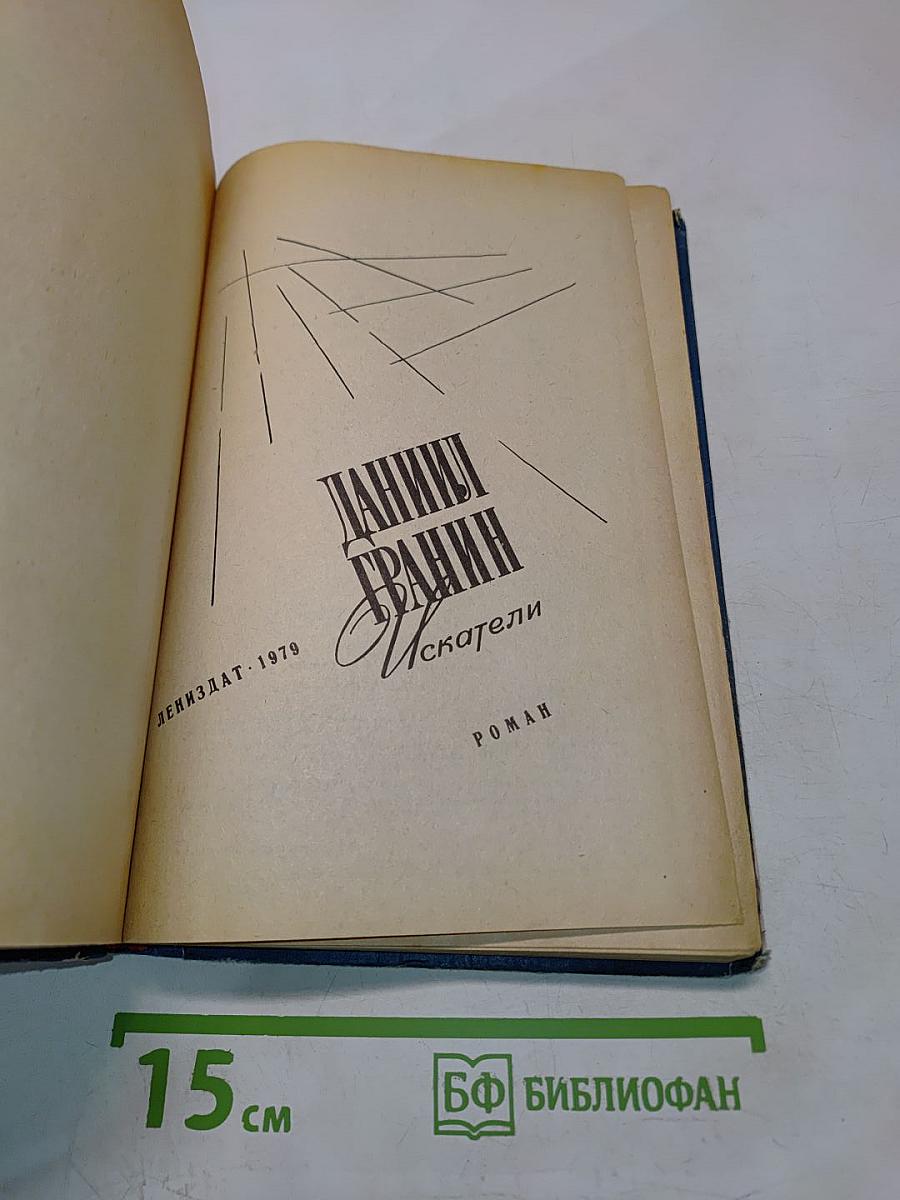 ДАНИИЛ
ГРАНИН
Искатели
ЛЕНИЗДАТ · 1979
РОМАН
15 см
БФ БИБЛИОФАН